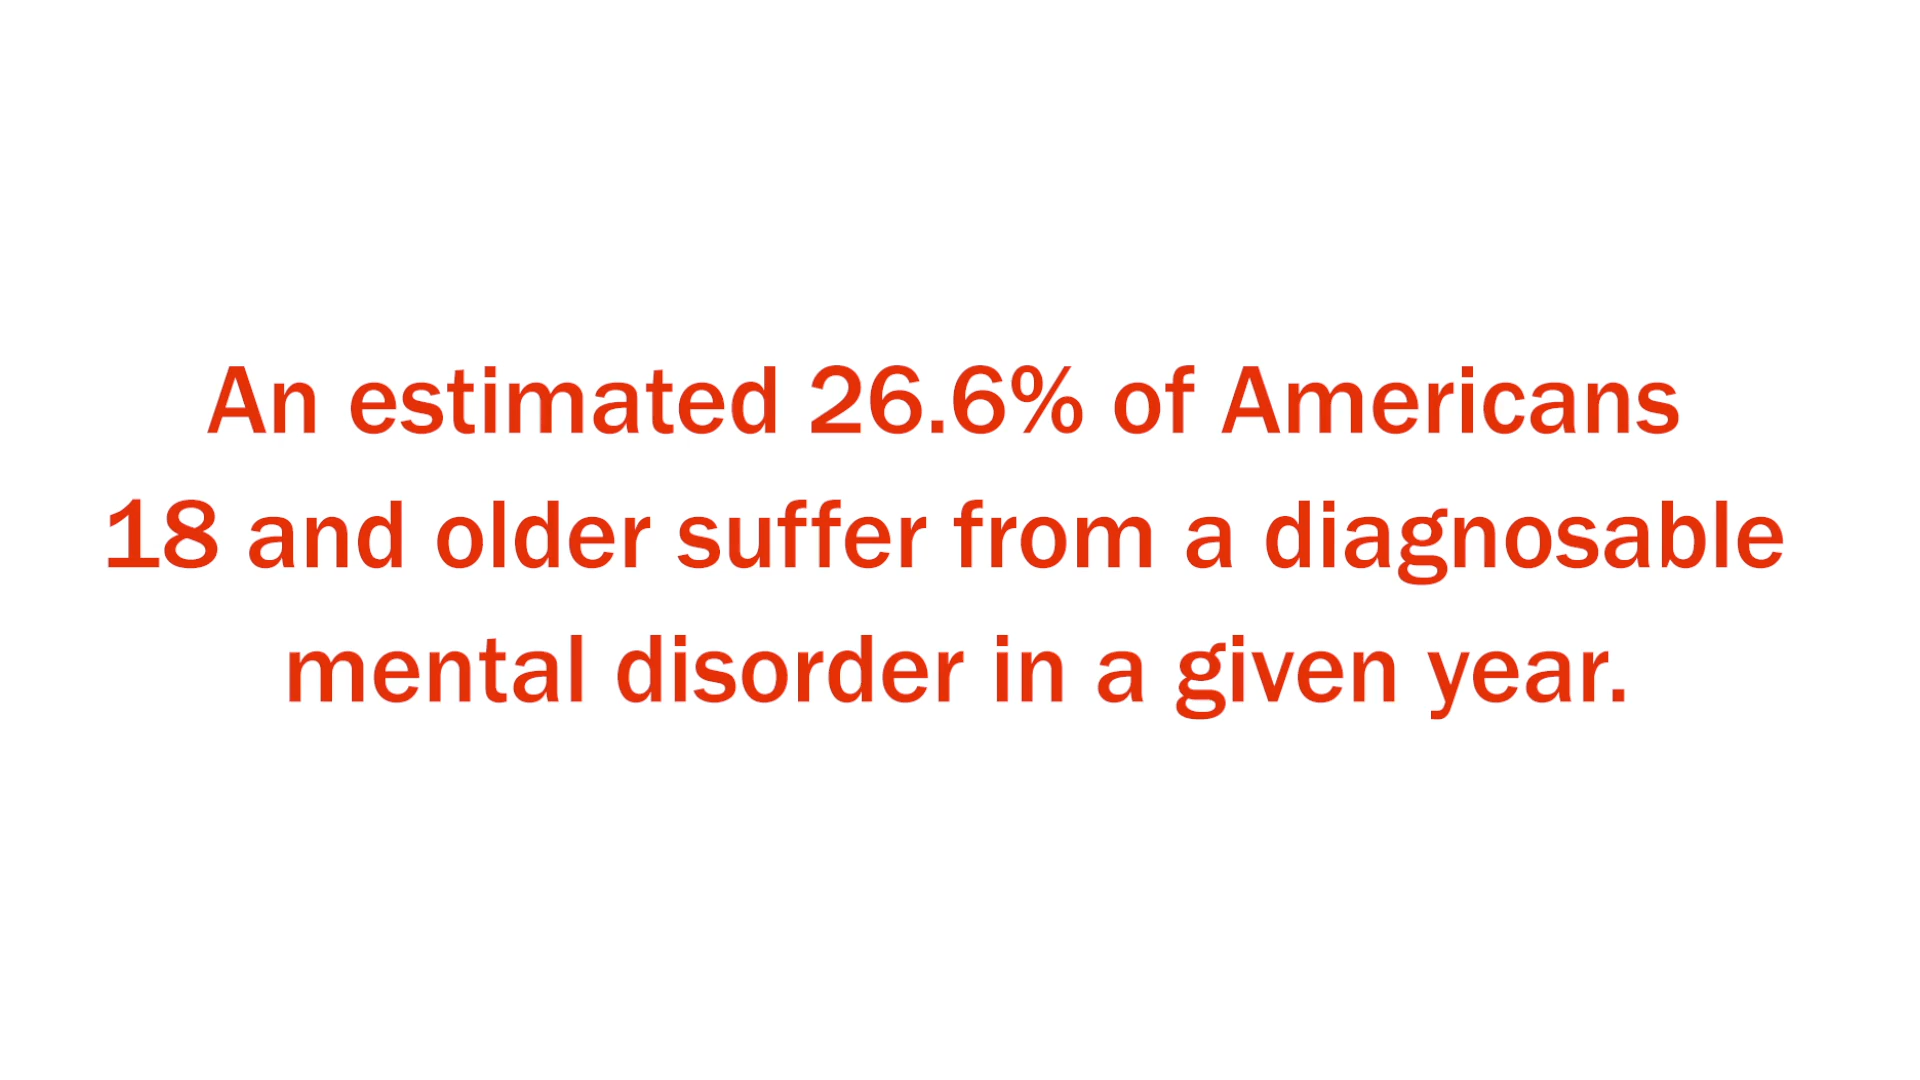 An estimated 26.6% of Americans
18 and older suffer from a diagnosable
mental disorder in a given year.